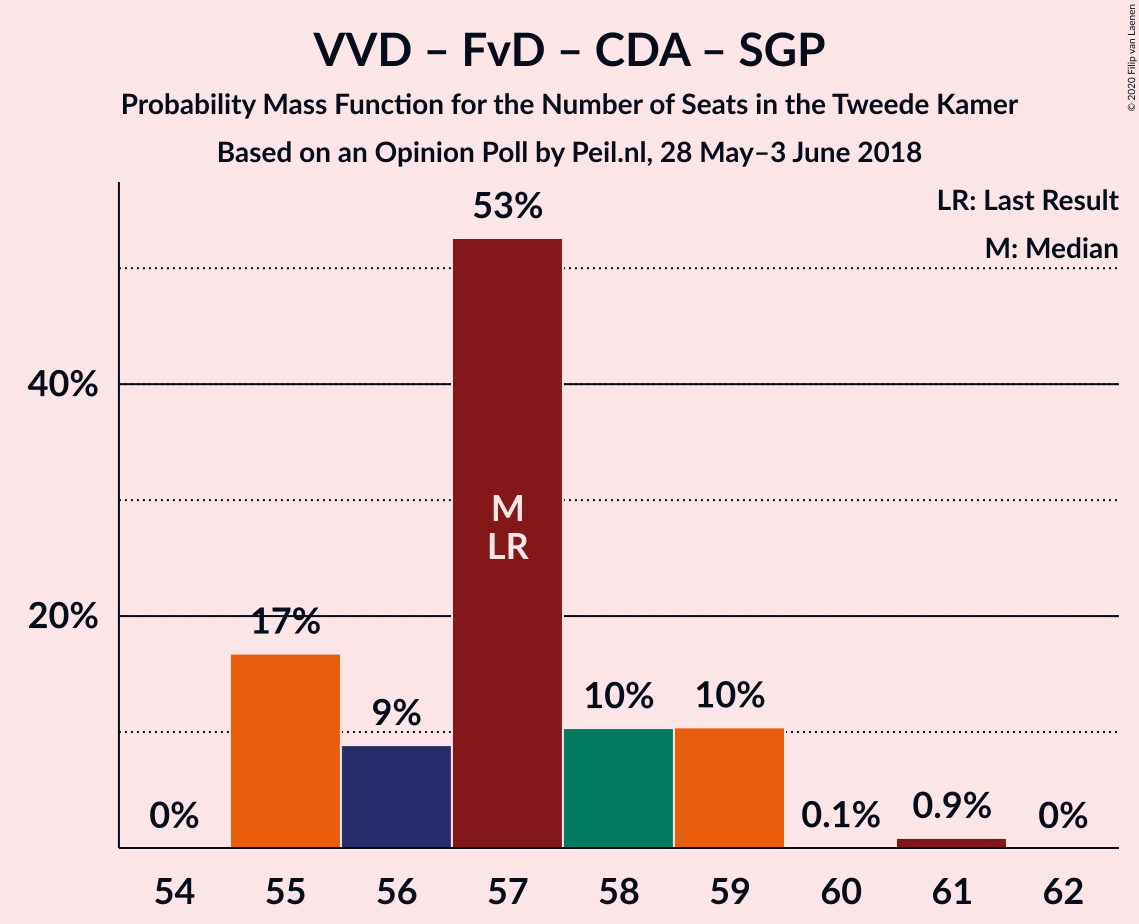 VVD – FvD – CDA – SGP
Probability Mass Function for the Number of Seats in the Tweede Kamer
Based on an Opinion Poll by Peil.nl, 28 May–3 June 2018
© 2020 Filip van Laenen
LR: Last Result
M: Median
53%
40%
M
LR
20%
17%
9%
10%
10%
0%
0.1%
0.9%
0%
54 55 56 57 58 59 60 61 62